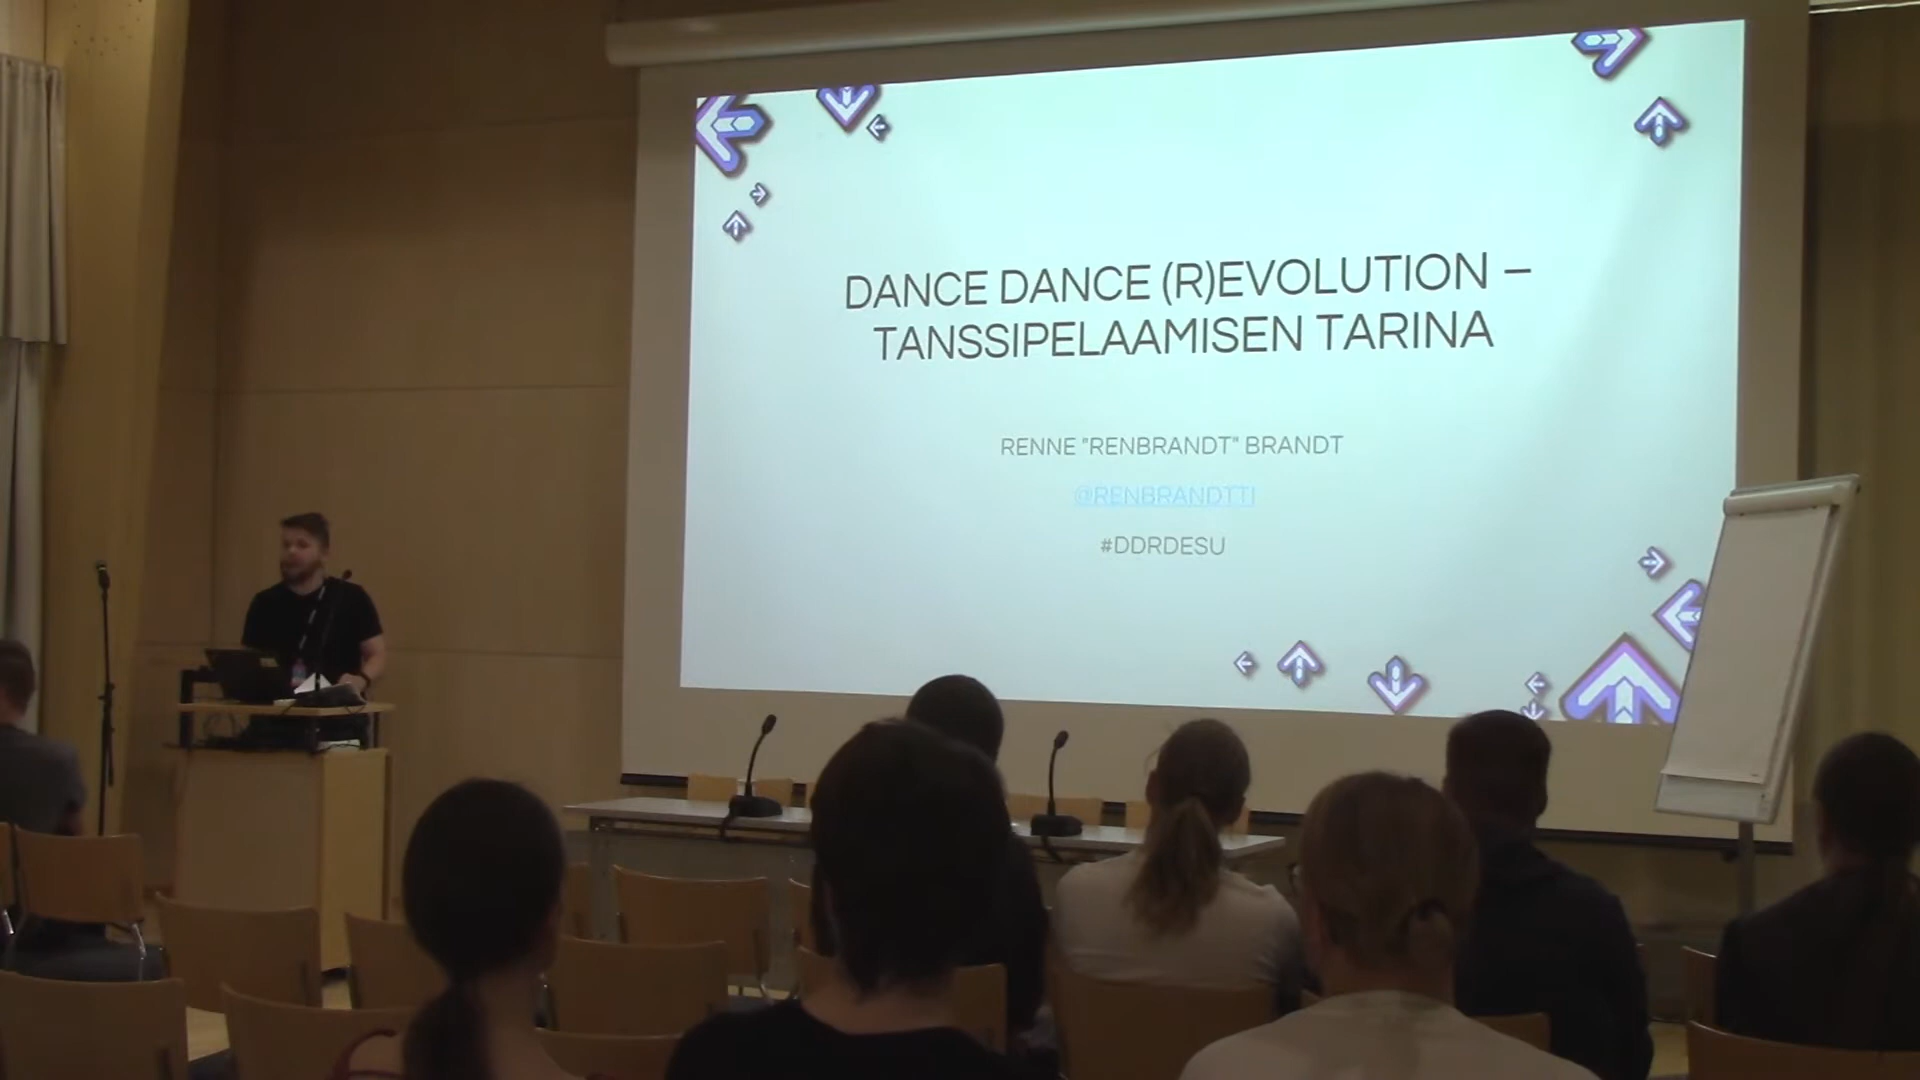 DANCE DANCE (R)EVOLUTION –
TANSSIPELAAMISEN TARINA
RENNE "RENBRANDT" BRANDT
@RENBRANDTTI
#DDRDESU